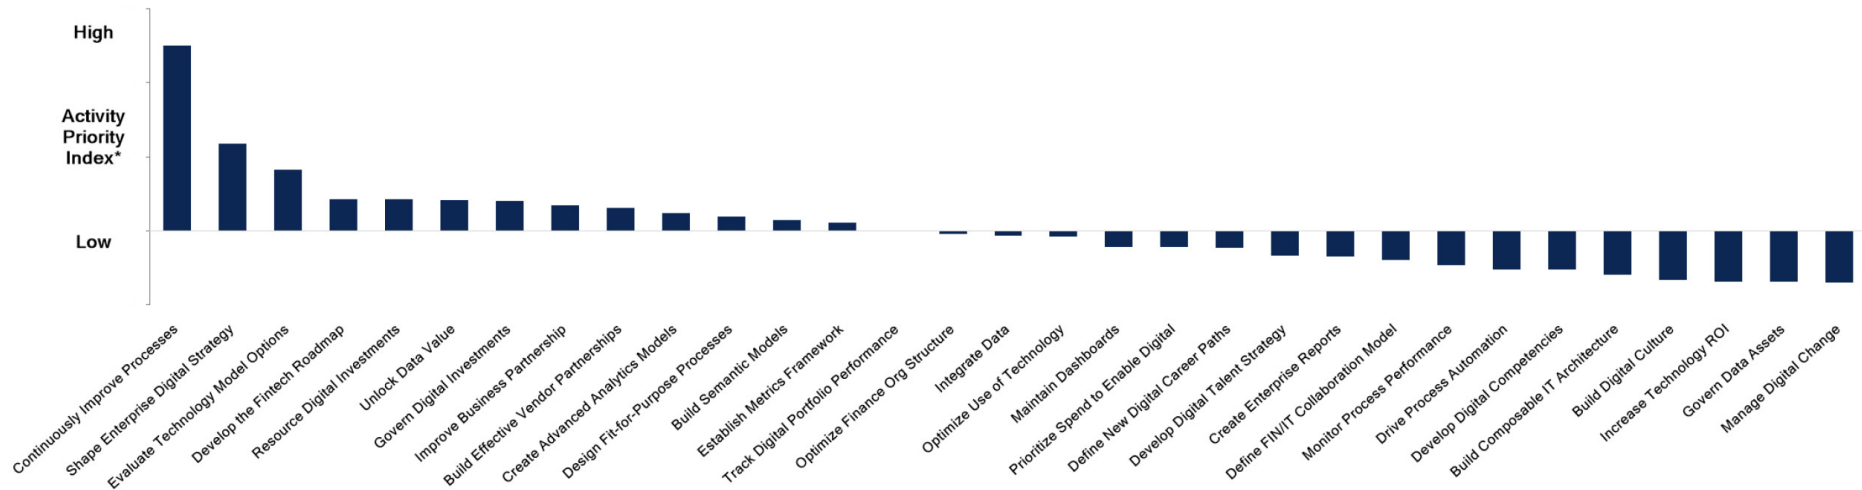 High
Activity
Priority
Index*
Low
Continuously Improve Processes
Shape Enterprise Digital Strategy
Evaluate Technology Model Options
Develop the Fintech Roadmap
Resource Digital Investments
Unlock Data Value
Govern Digital Investments
Improve Business Partnership
Build Effective Vendor Partnerships
Create Advanced Analytics Models
Design Fit-for-Purpose Processes
Build Semantic Models
Establish Metrics Framework
Track Digital Portfolio Performance
Optimize Finance Org Structure
Integrate Data
Optimize Use of Technology
Maintain Dashboards
Prioritize Spend to Enable Digital
Define New Digital Career Paths
Develop Digital Talent Strategy
Create Enterprise Reports
Define FIN/IT Collaboration Model
Monitor Process Performance
Drive Process Automation
Develop Digital Competencies
Build Composable IT Architecture
Build Digital Culture
Increase Technology ROI
Govern Data Assets
Manage Digital Change